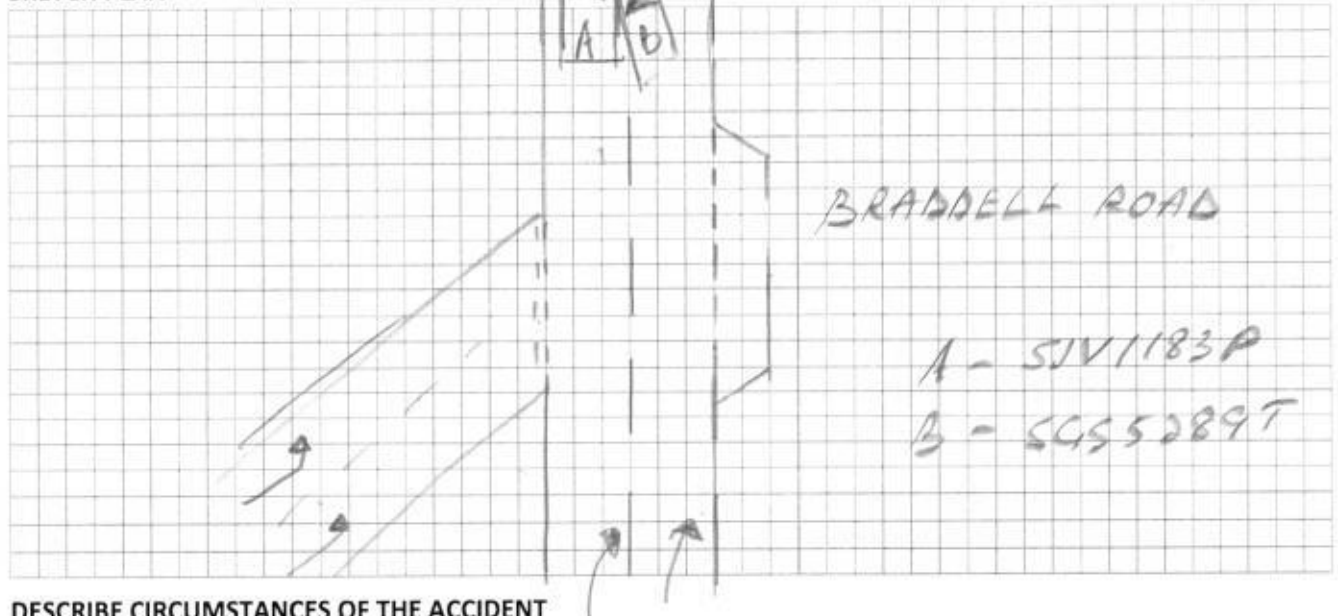 A B
BRADDELL ROAD
A - SJV1183P
B - SGS5289T
DESCRIBE CIRCUMSTANCES OF THE ACCIDENT